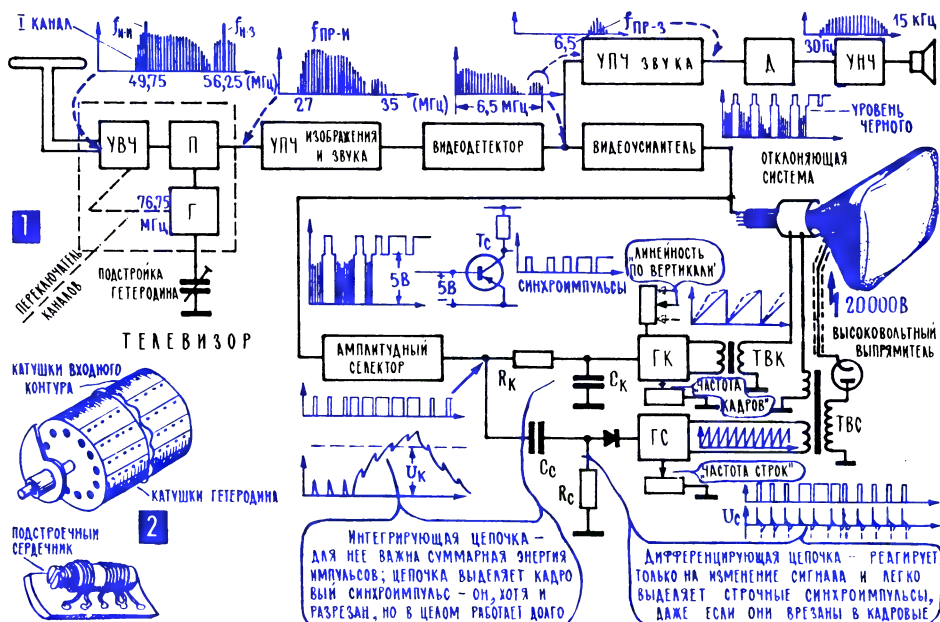 I КАНАЛ
fн-и
fн-з
49,75
56,25 (МГц)
fПР-И
27
35
(МГц)
6,5 МГц
6,5
fПР-З
30Гц
15 кГц
УПЧ ЗВУКА
Д
УНЧ
УРОВЕНЬ
ЧЕРНОГО
УВЧ
П
УПЧ ИЗОБРАЖЕНИЯ
И ЗВУКА
ВИДЕОДЕТЕКТОР
ВИДЕОУСИЛИТЕЛЬ
ОТКЛОНЯЮЩАЯ
СИСТЕМА
76,75
МГц
Г
1
ПЕРЕКЛЮЧАТЕЛЬ
КАНАЛОВ
ПОДСТРОЙКА
ГЕТЕРОДИНА
ТЕЛЕВИЗОР
5В
5В
Тс
СИНХРОИМПУЛЬСЫ
„ЛИНЕЙНОСТЬ
ПО ВЕРТИКАЛИ“
20000В
ВЫСОКОВОЛЬТНЫЙ
ВЫПРЯМИТЕЛЬ
АМПЛИТУДНЫЙ
СЕЛЕКТОР
Rк
Cк
ГК
ТВК
„ЧАСТОТА
КАДРОВ“
ТВС
КАТУШКИ ВХОДНОГО
КОНТУРА
Uк
Cс
Rс
ГС
„ЧАСТОТА СТРОК“
Uс
КАТУШКИ ГЕТЕРОДИНА
2
ПОДСТРОЕЧНЫЙ
СЕРДЕЧНИК
ИНТЕГРИРУЮЩАЯ ЦЕПОЧКА –
ДЛЯ НЕЕ ВАЖНА СУММАРНАЯ ЭНЕРГИЯ
ИМПУЛЬСОВ; ЦЕПОЧКА ВЫДЕЛЯЕТ КАДРО
ВЫЙ СИНХРОИМПУЛЬС – ОН, ХОТЯ И
РАЗРЕЗАН, НО В ЦЕЛОМ РАБОТАЕТ ДОЛГО
ДИФФЕРЕНЦИРУЮЩАЯ ЦЕПОЧКА – РЕАГИРУЕТ
ТОЛЬКО НА ИЗМЕНЕНИЕ СИГНАЛА И ЛЕГКО
ВЫДЕЛЯЕТ СТРОЧНЫЕ СИНХРОИМПУЛЬСЫ,
ДАЖЕ ЕСЛИ ОНИ ВРЕЗАНЫ В КАДРОВЫЕ